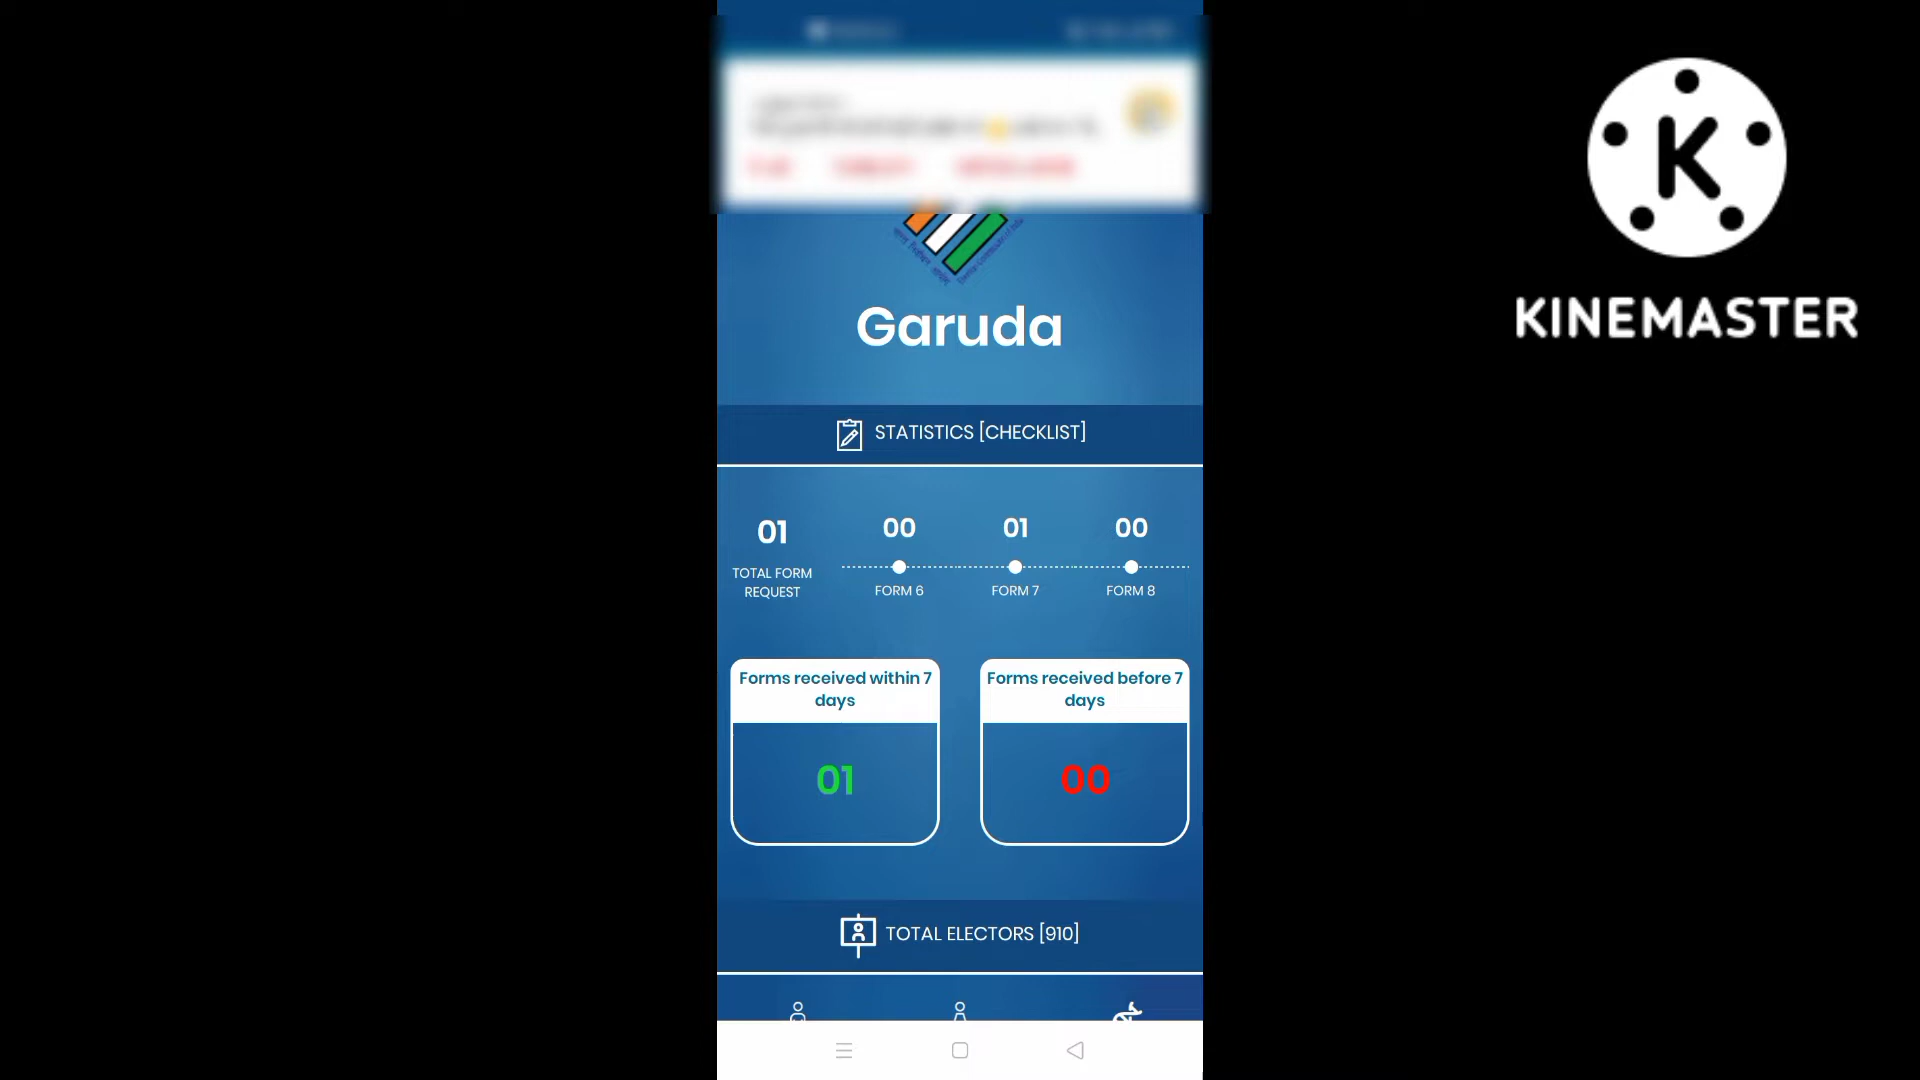 Garuda
STATISTICS [CHECKLIST]
01
00
01
00
TOTAL FORM
REQUEST
FORM 6
FORM 7
FORM 8
Forms received within 7
days
Forms received before 7
days
01
00
TOTAL ELECTORS [910]
K
KINEMASTER